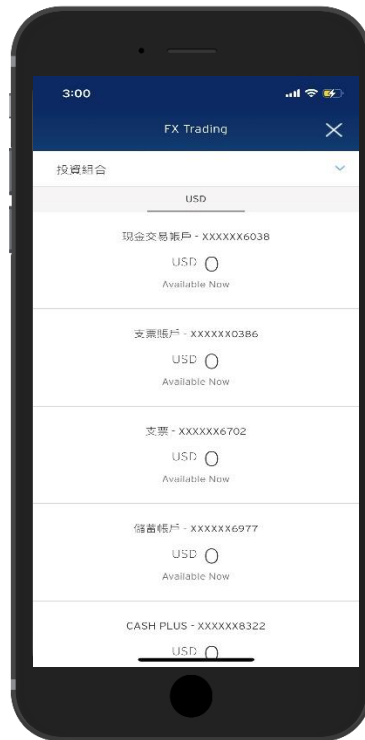 3:00
FX Trading
投資組合
USD
现金交易帳戶 - XXXXXX6038
USD 0
Available Now
支票賬戶 - XXXXXX0386
USD 0
Available Now
支票 - XXXXXX6702
USD 0
Available Now
儲蓄帳戶 - XXXXXX6977
USD 0
Available Now
CASH PLUS - XXXXXX8322
USD 0